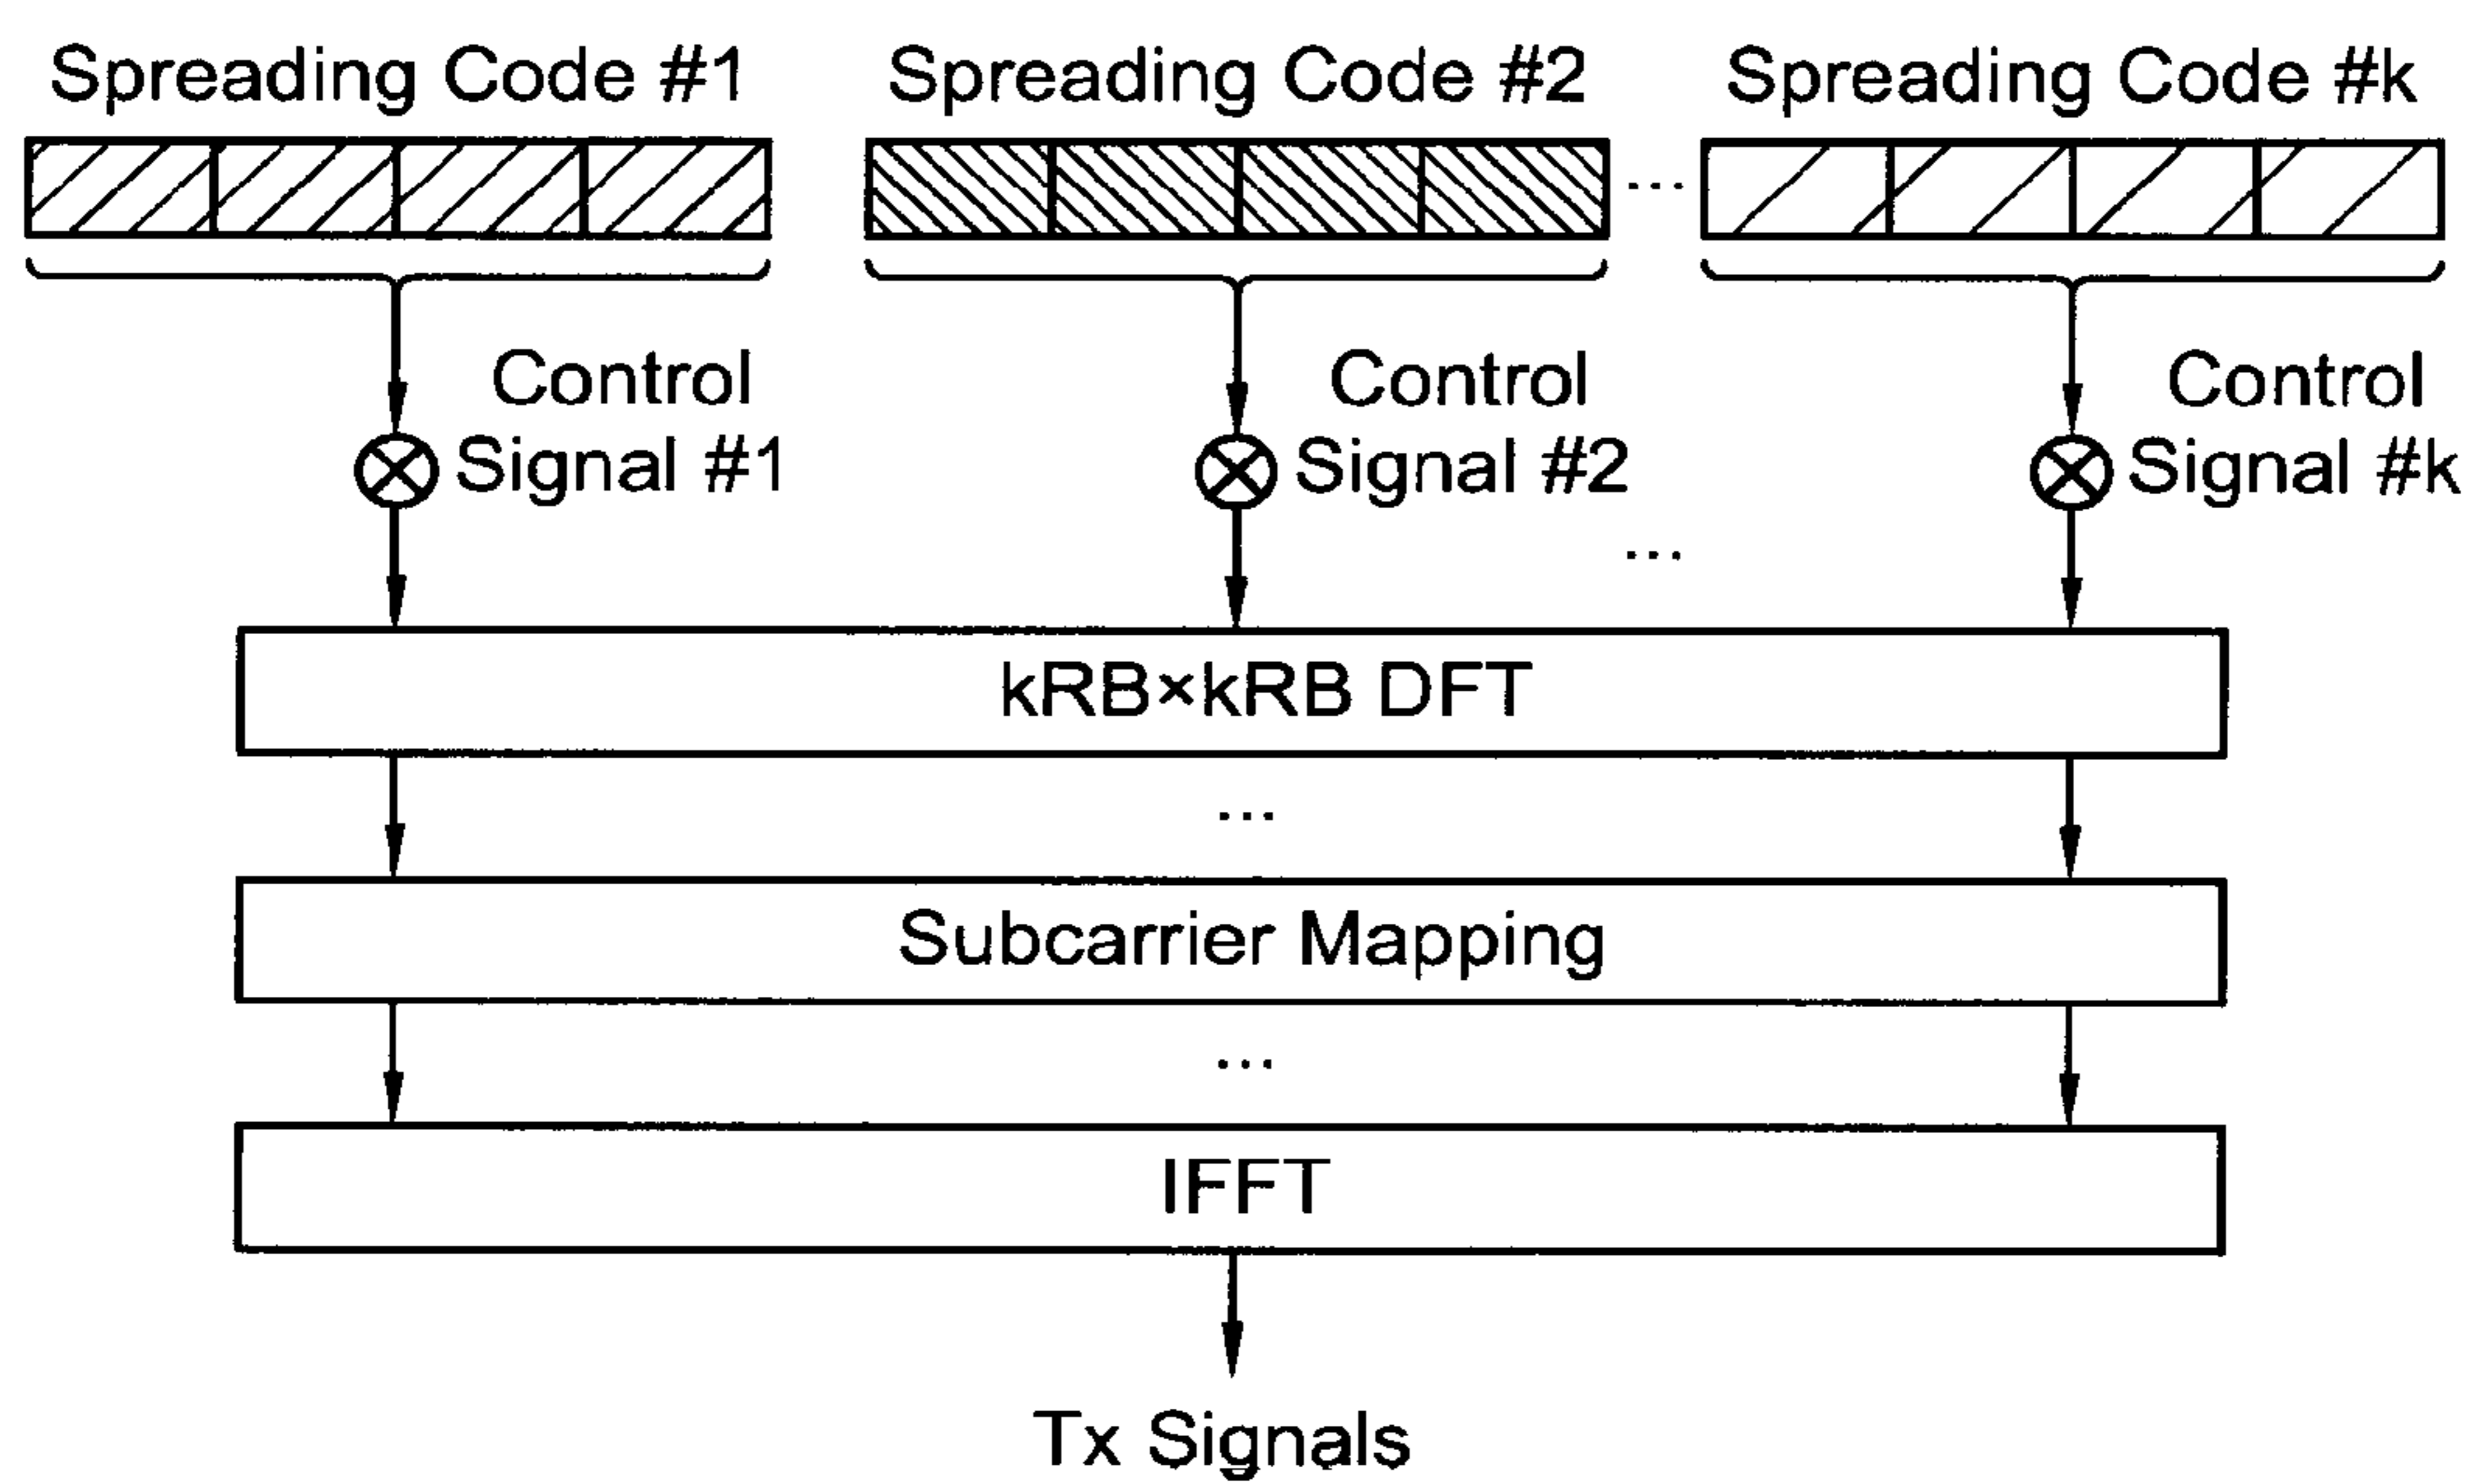 Spreading Code #1
Spreading Code #2
Spreading Code #k
...
Control
Signal #1
Control
Signal #2
Control
Signal #k
...
kRB×kRB DFT
...
Subcarrier Mapping
...
IFFT
Tx Signals